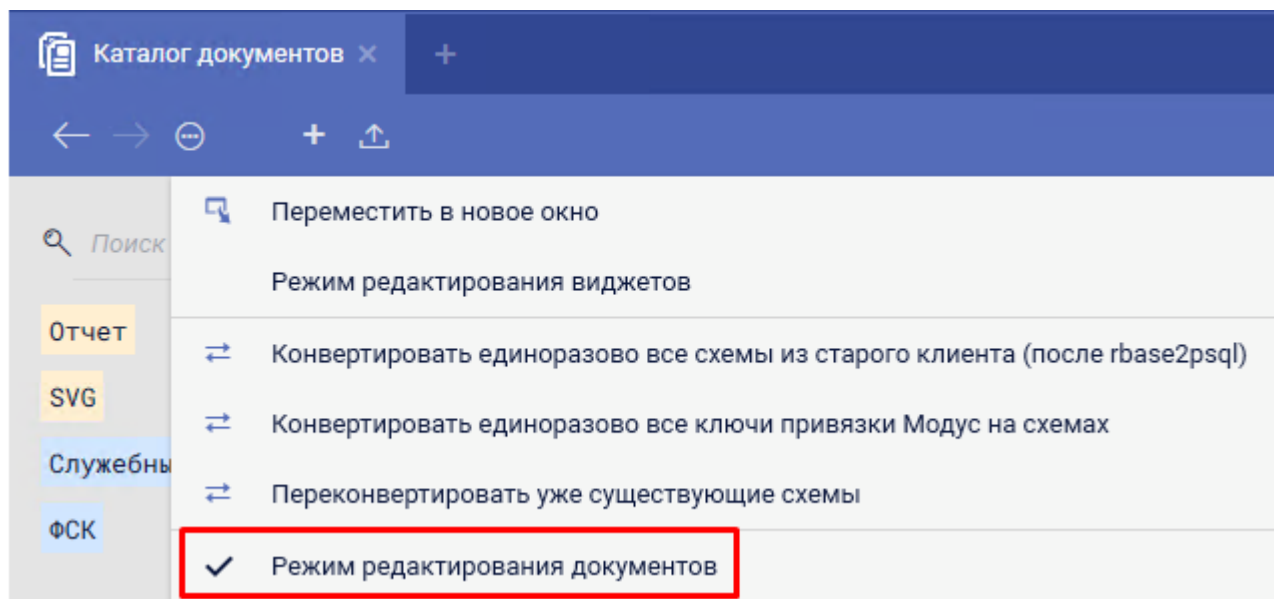 Каталог документов
Переместить в новое окно
Поиск
Режим редактирования виджетов
Отчет
Конвертировать единоразово все схемы из старого клиента (после rbase2psql)
SVG
Конвертировать единоразово все ключи привязки Модус на схемах
Служебны
Переконвертировать уже существующие схемы
ФСК
Режим редактирования документов